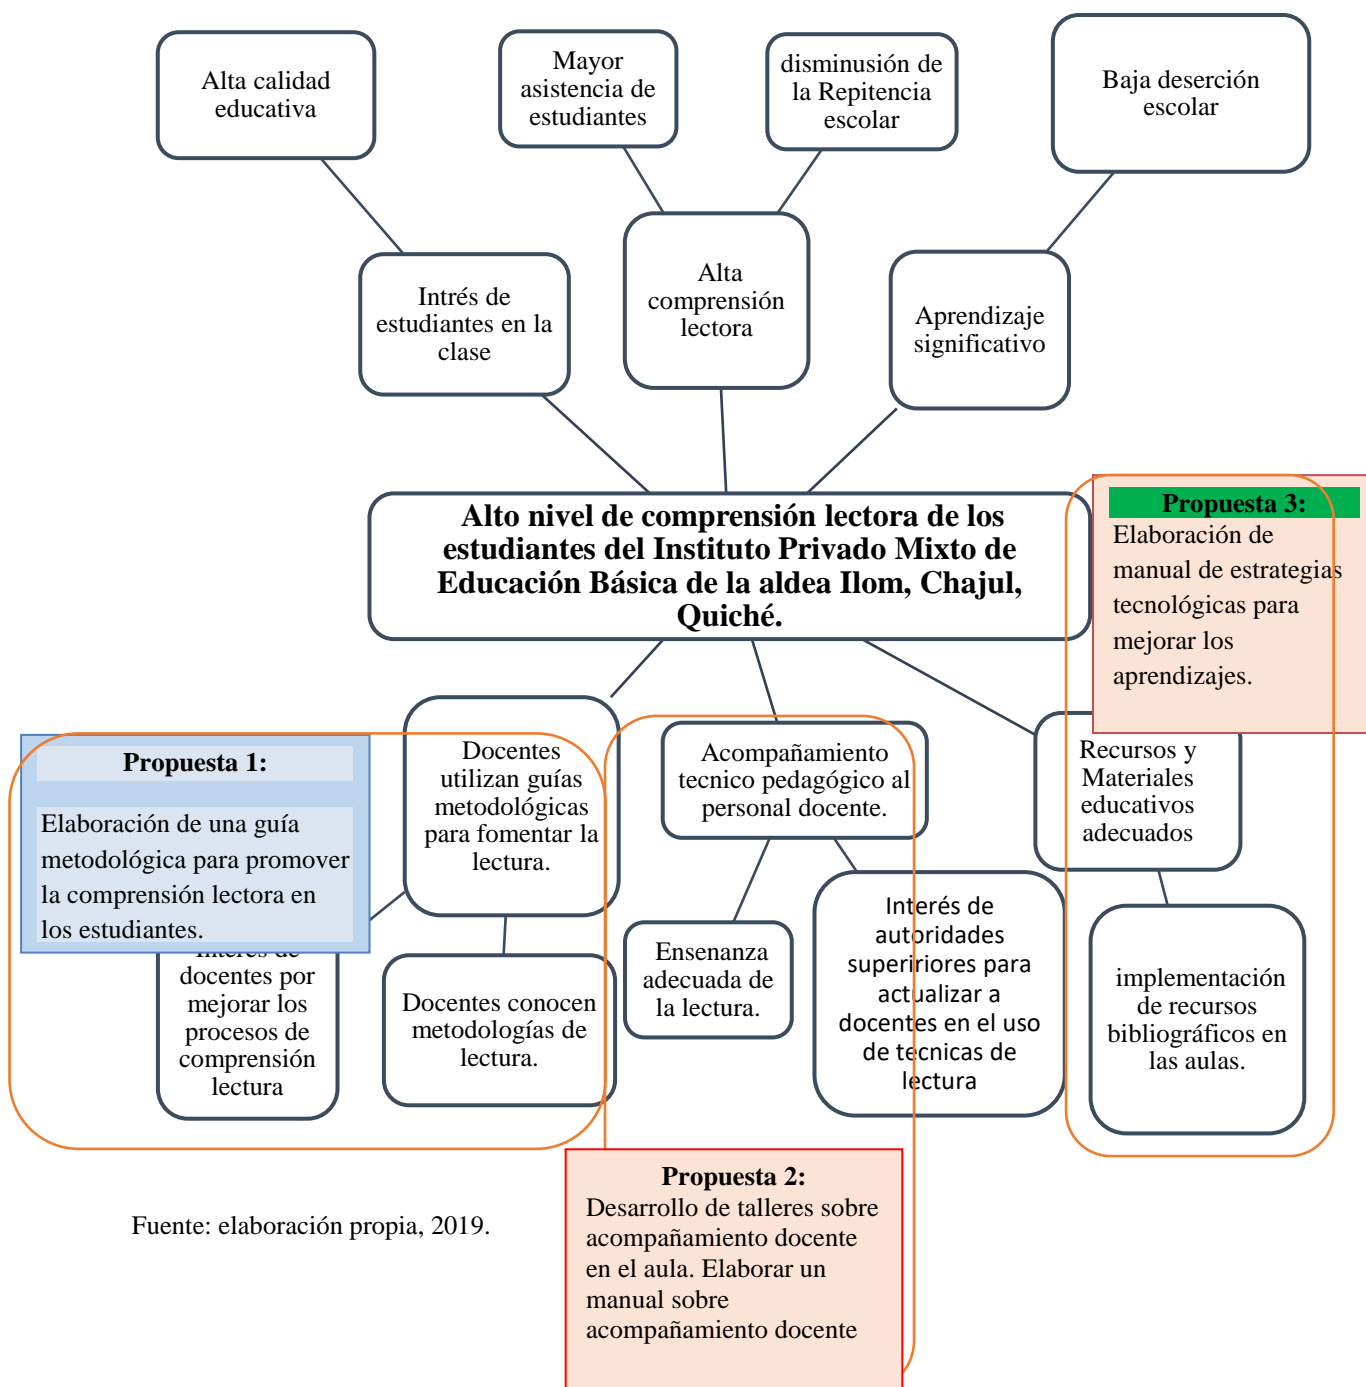 Alta calidad
educativa
Mayor
asistencia de
estudiantes
disminusión de
la Repitencia
escolar
Baja deserción
escolar
Intrés de
estudiantes en la
clase
Alta
comprensión
lectora
Aprendizaje
significativo
Alto nivel de comprensión lectora de los
estudiantes del Instituto Privado Mixto de
Educación Básica de la aldea Ilom, Chajul,
Quiché.
Propuesta 3:
Elaboración de
manual de estrategias
tecnológicas para
mejorar los
aprendizajes.
Propuesta 1:
Elaboración de una guía
metodológica para promover
la comprensión lectora en
los estudiantes.
Docentes
utilizan guías
metodológicas
para fomentar la
lectura.
Acompañamiento
tecnico pedagógico al
personal docente.
Recursos y
Materiales
educativos
adecuados
Interés de
docentes por
mejorar los
procesos de
comprensión
lectura
Docentes conocen
metodologías de
lectura.
Ensenanza
adecuada de
la lectura.
Interés de
autoridades
supeririores para
actualizar a
docentes en el uso
de tecnicas de
lectura
implementación
de recursos
bibliográficos en
las aulas.
Propuesta 2:
Desarrollo de talleres sobre
acompañamiento docente
en el aula. Elaborar un
manual sobre
acompañamiento docente
Fuente: elaboración propia, 2019.